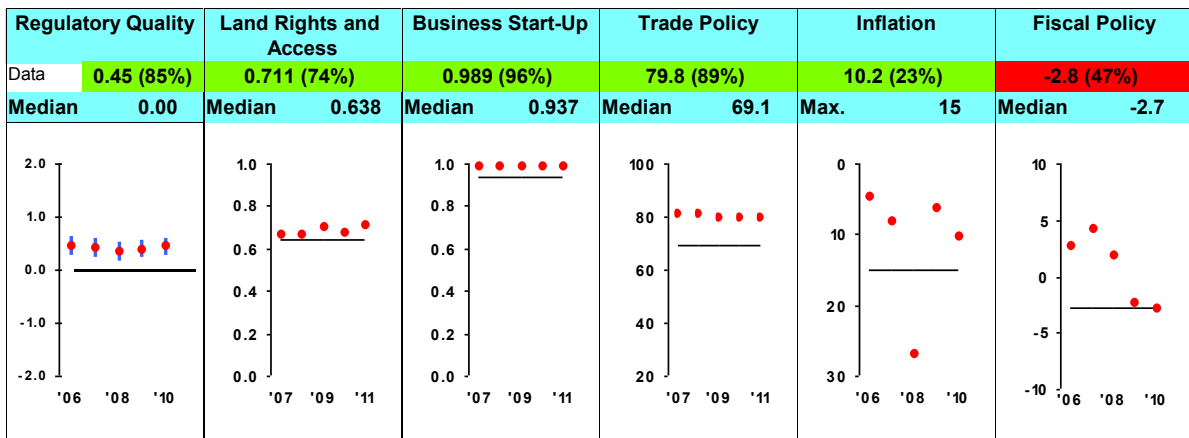 Regulatory Quality
Land Rights and
Access
Business Start-Up
Trade Policy
Inflation
Fiscal Policy
Data 0.45 (85%)
0.711 (74%)
0.989 (96%)
79.8 (89%)
10.2 (23%)
-2.8 (47%)
Median 0.00
Median 0.638
Median 0.937
Median 69.1
Max. 15
Median -2.7
2.0
1.0
0.0
-1.0
-2.0
'06 '08 '10
1.0
0.8
0.6
0.4
0.2
0.0
'07 '09 '11
1.0
0.8
0.6
0.4
0.2
0.0
'07 '09 '11
100
80
60
40
20
'07 '09 '11
0
10
20
30
'06 '08 '10
10
5
0
-5
-10
'06 '08 '10